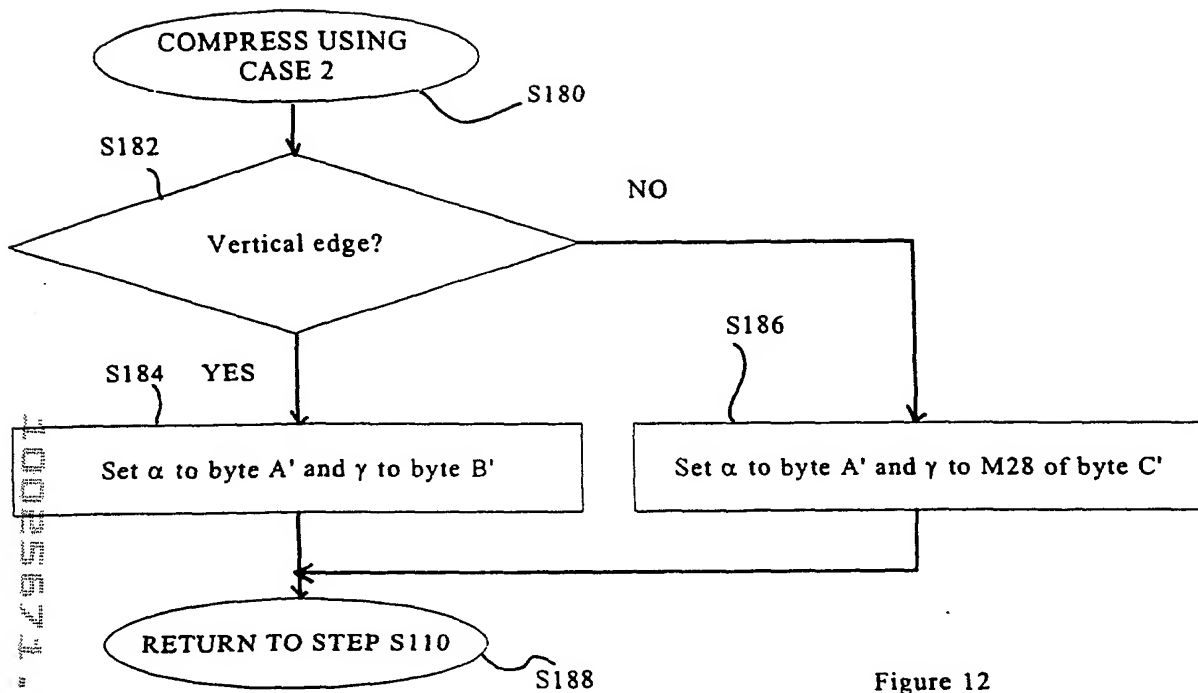 COMPRESS USING
CASE 2
S180
S182
NO
Vertical edge?
S186
S184 YES
Set α to byte A' and γ to byte B'
Set α to byte A' and γ to M28 of byte C'
RETURN TO STEP S110
S188
Figure 12